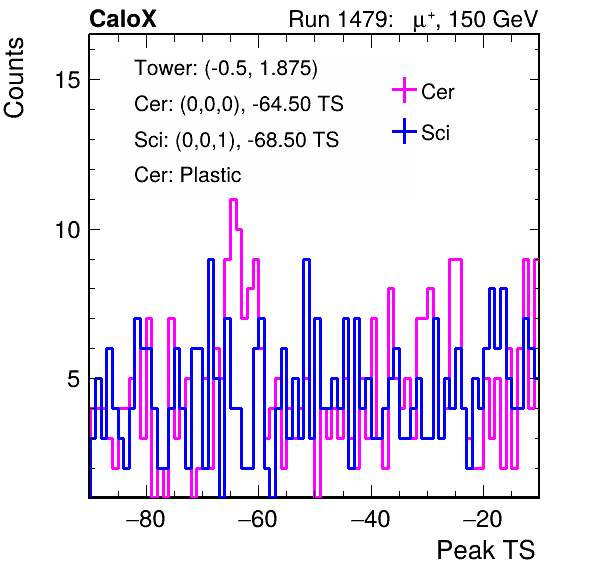 CaloX Run 1479: μ⁺, 150 GeV
Counts
Tower: (-0.5, 1.875)
Cer: (0,0,0), -64.50 TS
Sci: (0,0,1), -68.50 TS
Cer: Plastic
Cer
Sci
15
10
5
−80 −60 −40 −20
Peak TS